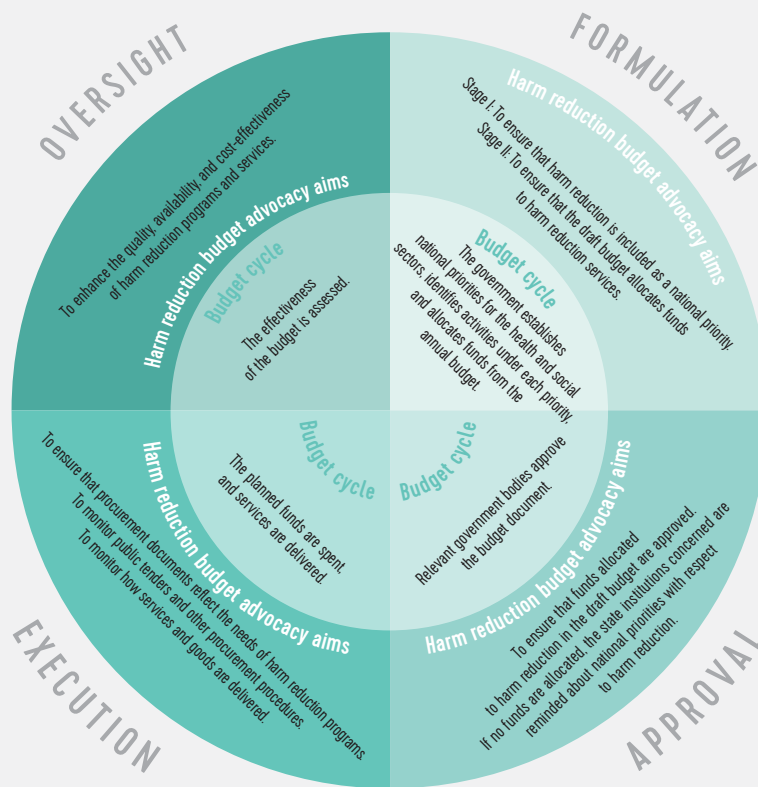 OVERSIGHT
Harm reduction budget advocacy aims
To enhance the quality, availability, and cost-effectiveness
of harm reduction programs and services.
Budget cycle
The effectiveness
of the budget is assessed.
FORMULATION
Harm reduction budget advocacy aims
Stage I: To ensure that harm reduction is included as a national priority.
Stage II: To ensure that the draft budget allocates funds
to harm reduction services.
Budget cycle
The government establishes
national priorities for the health and social
sectors, identifies activities under each priority,
and allocates funds from the
annual budget.
APPROVAL
Budget cycle
Relevant government bodies approve
the budget document.
Harm reduction budget advocacy aims
To ensure that funds allocated
to harm reduction in the draft budget are approved.
If no funds are allocated, the state institutions concerned are
reminded about national priorities with respect
to harm reduction.
EXECUTION
Budget cycle
The planned funds are spent,
and services are delivered.
Harm reduction budget advocacy aims
To ensure that procurement documents reflect the needs of harm reduction programs.
To monitor public tenders and other procurement procedures.
To monitor how services and goods are delivered.